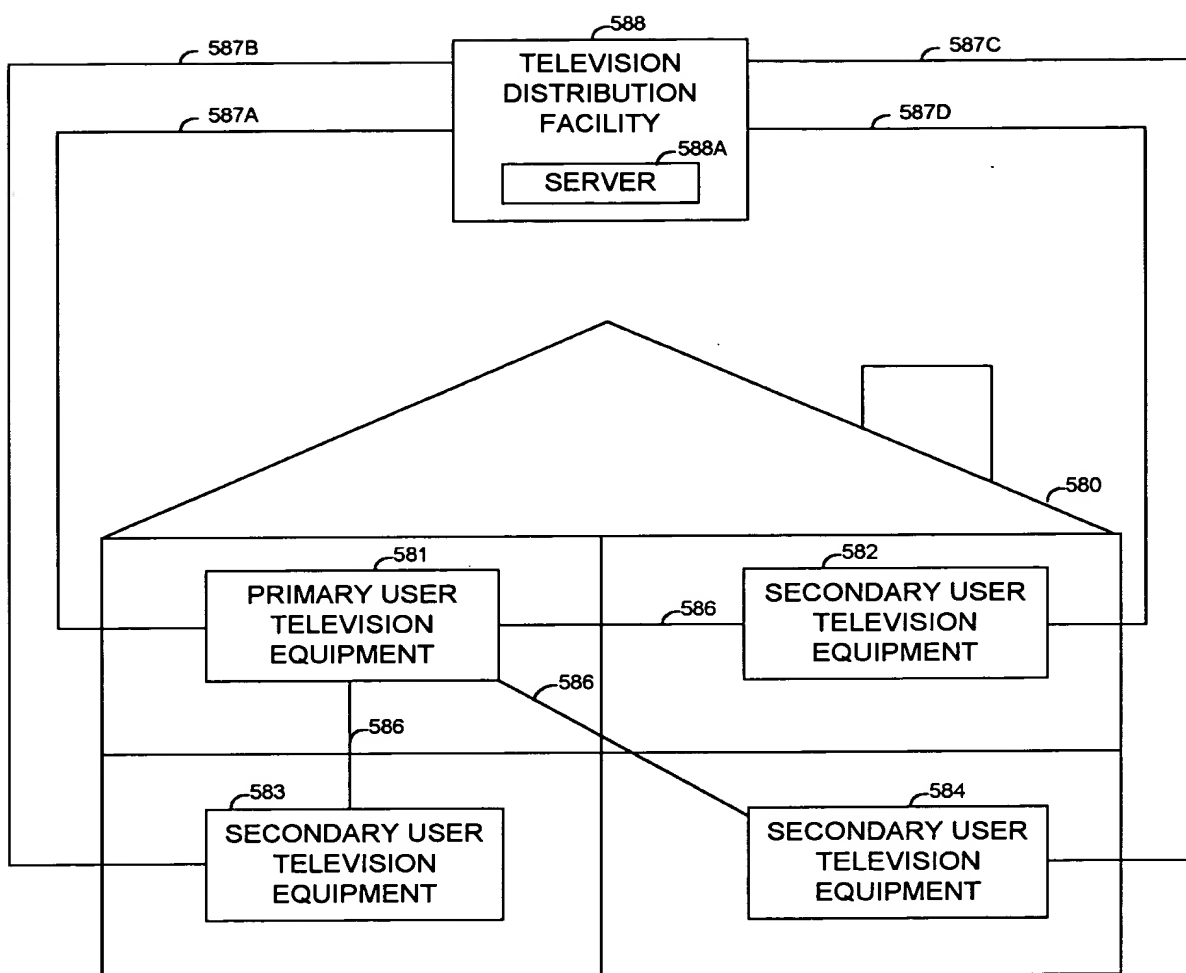 588
587B
587C
TELEVISION
DISTRIBUTION
FACILITY
587A
587D
588A
SERVER
580
581
582
PRIMARY USER
TELEVISION
EQUIPMENT
586
SECONDARY USER
TELEVISION
EQUIPMENT
586
586
583
584
SECONDARY USER
TELEVISION
EQUIPMENT
SECONDARY USER
TELEVISION
EQUIPMENT